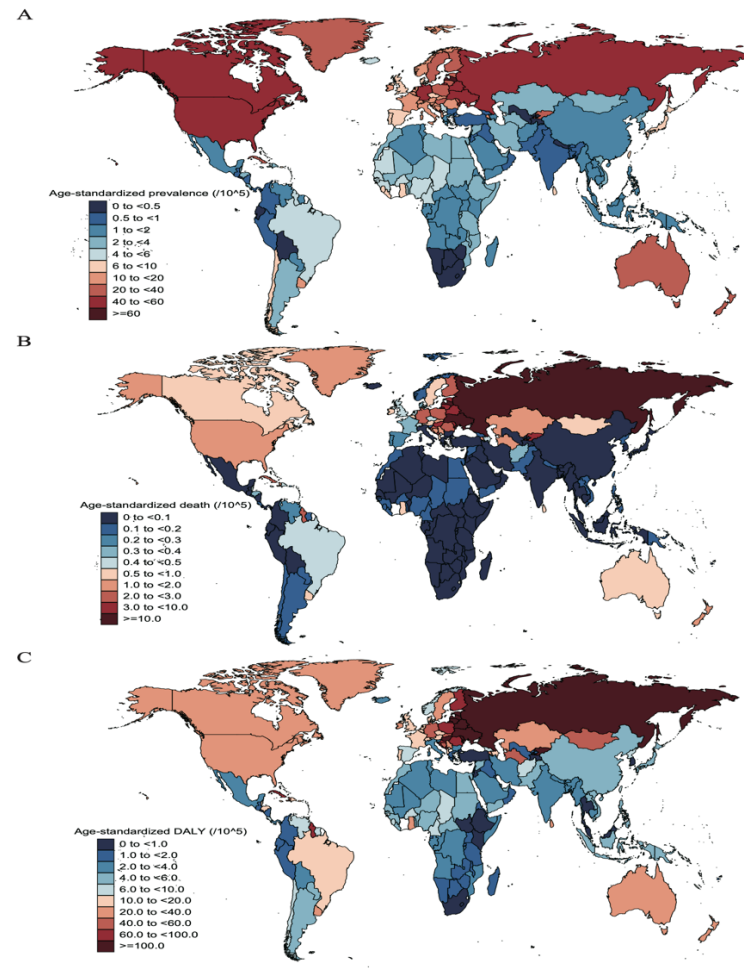 A
Age-standardized prevalence (/10^5)
0 to <0.5
0.5 to <1
1 to <2
2 to <4
4 to <6
6 to <10
10 to <20
20 to <40
40 to <60
>=60
B
Age-standardized death (/10^5)
0 to <0.1
0.1 to <0.2
0.2 to <0.3
0.3 to <0.4
0.4 to <0.5
0.5 to <1.0
1.0 to <2.0
2.0 to <3.0
3.0 to <10.0
>=10.0
C
Age-standardized DALY (/10^5)
0 to <1.0
1.0 to <2.0
2.0 to <4.0
4.0 to <6.0
6.0 to <10.0
10.0 to <20.0
20.0 to <40.0
40.0 to <60.0
60.0 to <100.0
>=100.0